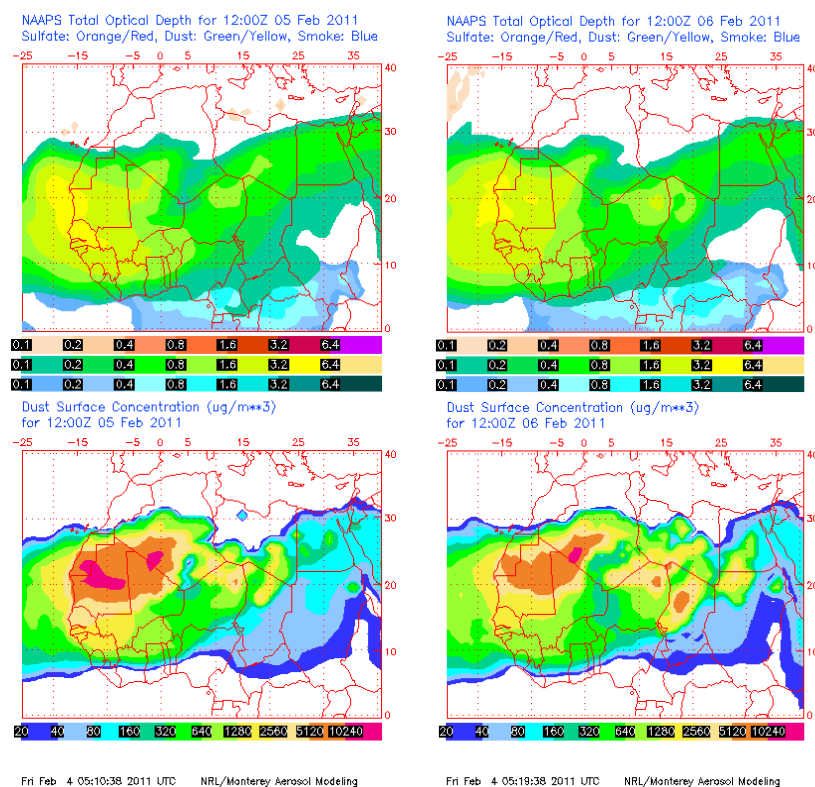 NAAPS Total Optical Depth for 12:00Z 05 Feb 2011
Sulfate: Orange/Red, Dust: Green/Yellow, Smoke: Blue
-25 -15 -5 5 15 25 35
40
30
20
10
0
0.1 0.2 0.4 0.8 1.6 3.2 6.4
0.1 0.2 0.4 0.8 1.6 3.2 6.4
0.1 0.2 0.4 0.8 1.6 3.2 6.4
NAAPS Total Optical Depth for 12:00Z 06 Feb 2011
Sulfate: Orange/Red, Dust: Green/Yellow, Smoke: Blue
-25 -15 -5 5 15 25 35
40
30
20
10
0
0.1 0.2 0.4 0.8 1.6 3.2 6.4
0.1 0.2 0.4 0.8 1.6 3.2 6.4
0.1 0.2 0.4 0.8 1.6 3.2 6.4
Dust Surface Concentration (ug/m**3)
for 12:00Z 05 Feb 2011
-25 -15 -5 5 15 25 35
40
30
20
10
0
20 40 80 160 320 640 1280 2560 5120 10240
Fri Feb 4 05:10:38 2011 UTC NRL/Monterey Aerosol Modeling
Dust Surface Concentration (ug/m**3)
for 12:00Z 06 Feb 2011
-25 -15 -5 0 5 15 25 35
40
30
20
10
0
20 40 80 160 320 640 1280 2560 5120 10240
Fri Feb 4 05:19:38 2011 UTC NRL/Monterey Aerosol Modeling